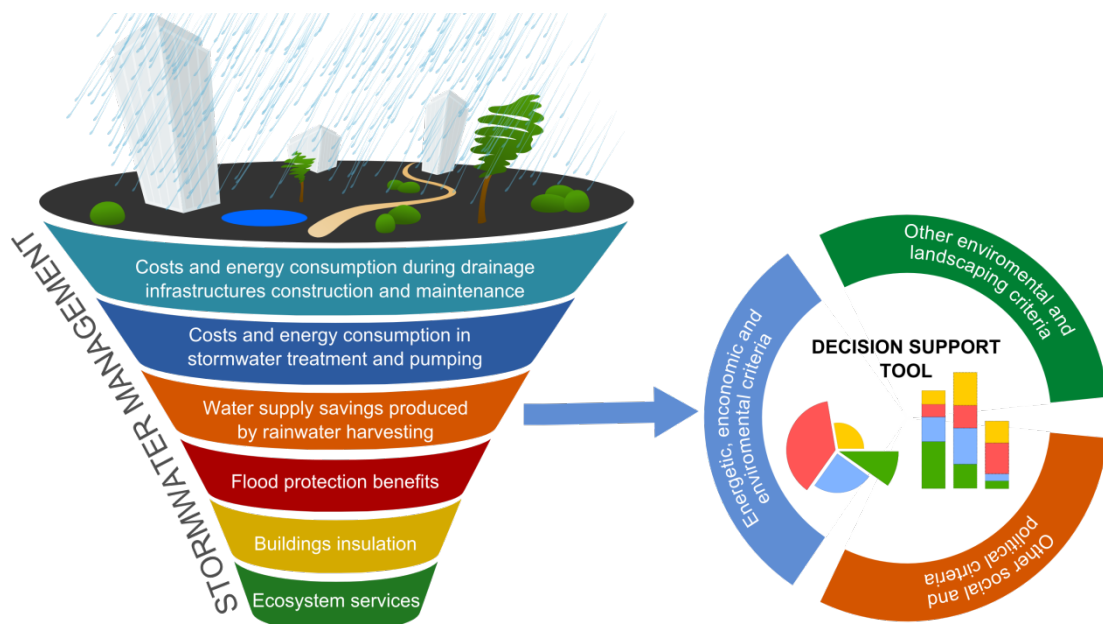 STORMWATER MANAGEMENT
Costs and energy consumption during drainage
infrastructures construction and maintenance
Costs and energy consumption in
stormwater treatment and pumping
Water supply savings produced
by rainwater harvesting
Flood protection benefits
Buildings insulation
Ecosystem services
Energetic, enconomic and
enviromental criteria
Other enviromental and
landscaping criteria
DECISION SUPPORT
TOOL
Other social and
political cirteria